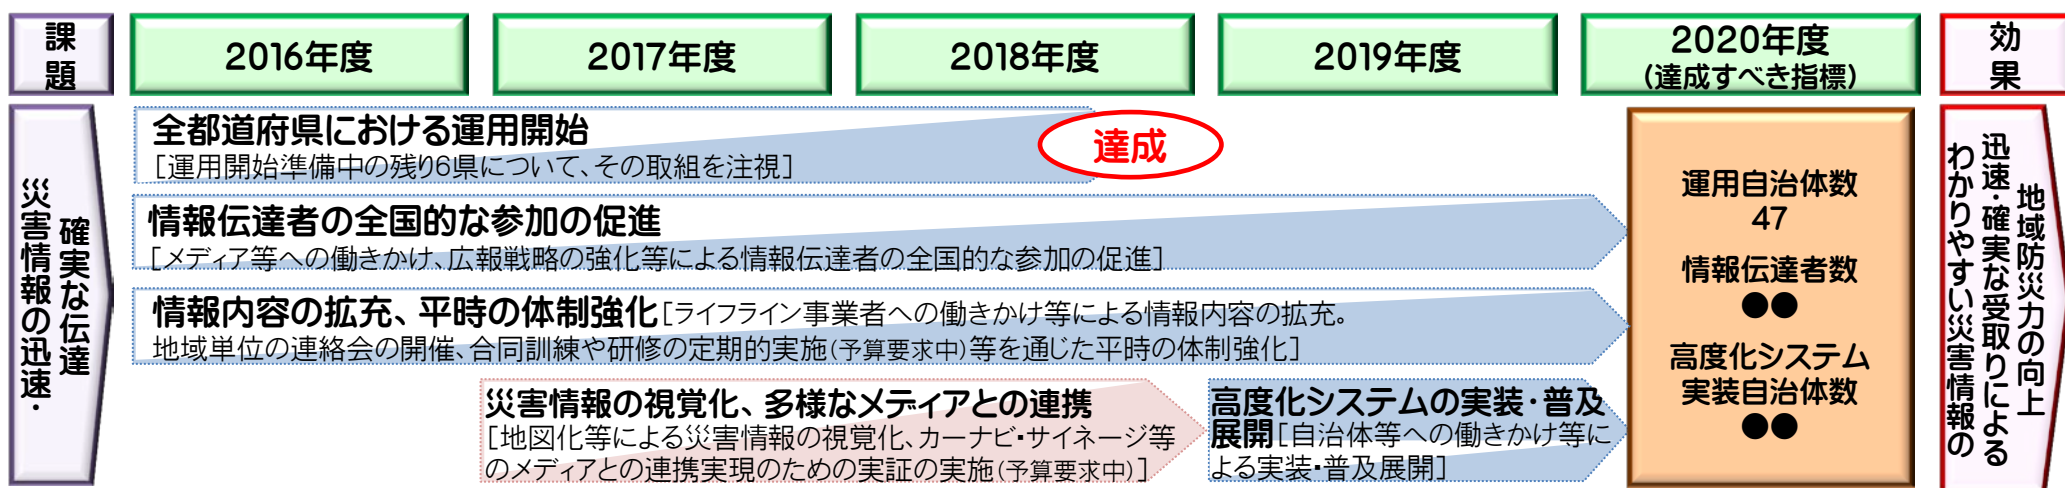 課題
2016年度
2017年度
2018年度
2019年度
2020年度
(達成すべき指標)
効果
災害情報の迅速・
確実な伝達
全都道府県における運用開始
[運用開始準備中の残り6県について、その取組を注視]
達成
情報伝達者の全国的な参加の促進
[メディア等への働きかけ、広報戦略の強化等による情報伝達者の全国的な参加の促進]
情報内容の拡充、平時の体制強化[ライフライン事業者への働きかけ等による情報内容の拡充。
地域単位の連絡会の開催、合同訓練や研修の定期的実施(予算要求中)等を通じた平時の体制強化]
災害情報の視覚化、多様なメディアとの連携
[地図化等による災害情報の視覚化、カーナビ・サイネージ等
のメディアとの連携実現のための実証の実施(予算要求中)]
高度化システムの実装・普及
展開[自治体等への働きかけ等に
よる実装・普及展開]
運用自治体数
47
情報伝達者数
●●
高度化システム
実装自治体数
●●
わかりやすい災害情報の
迅速・確実な受取りによる
地域防災力の向上